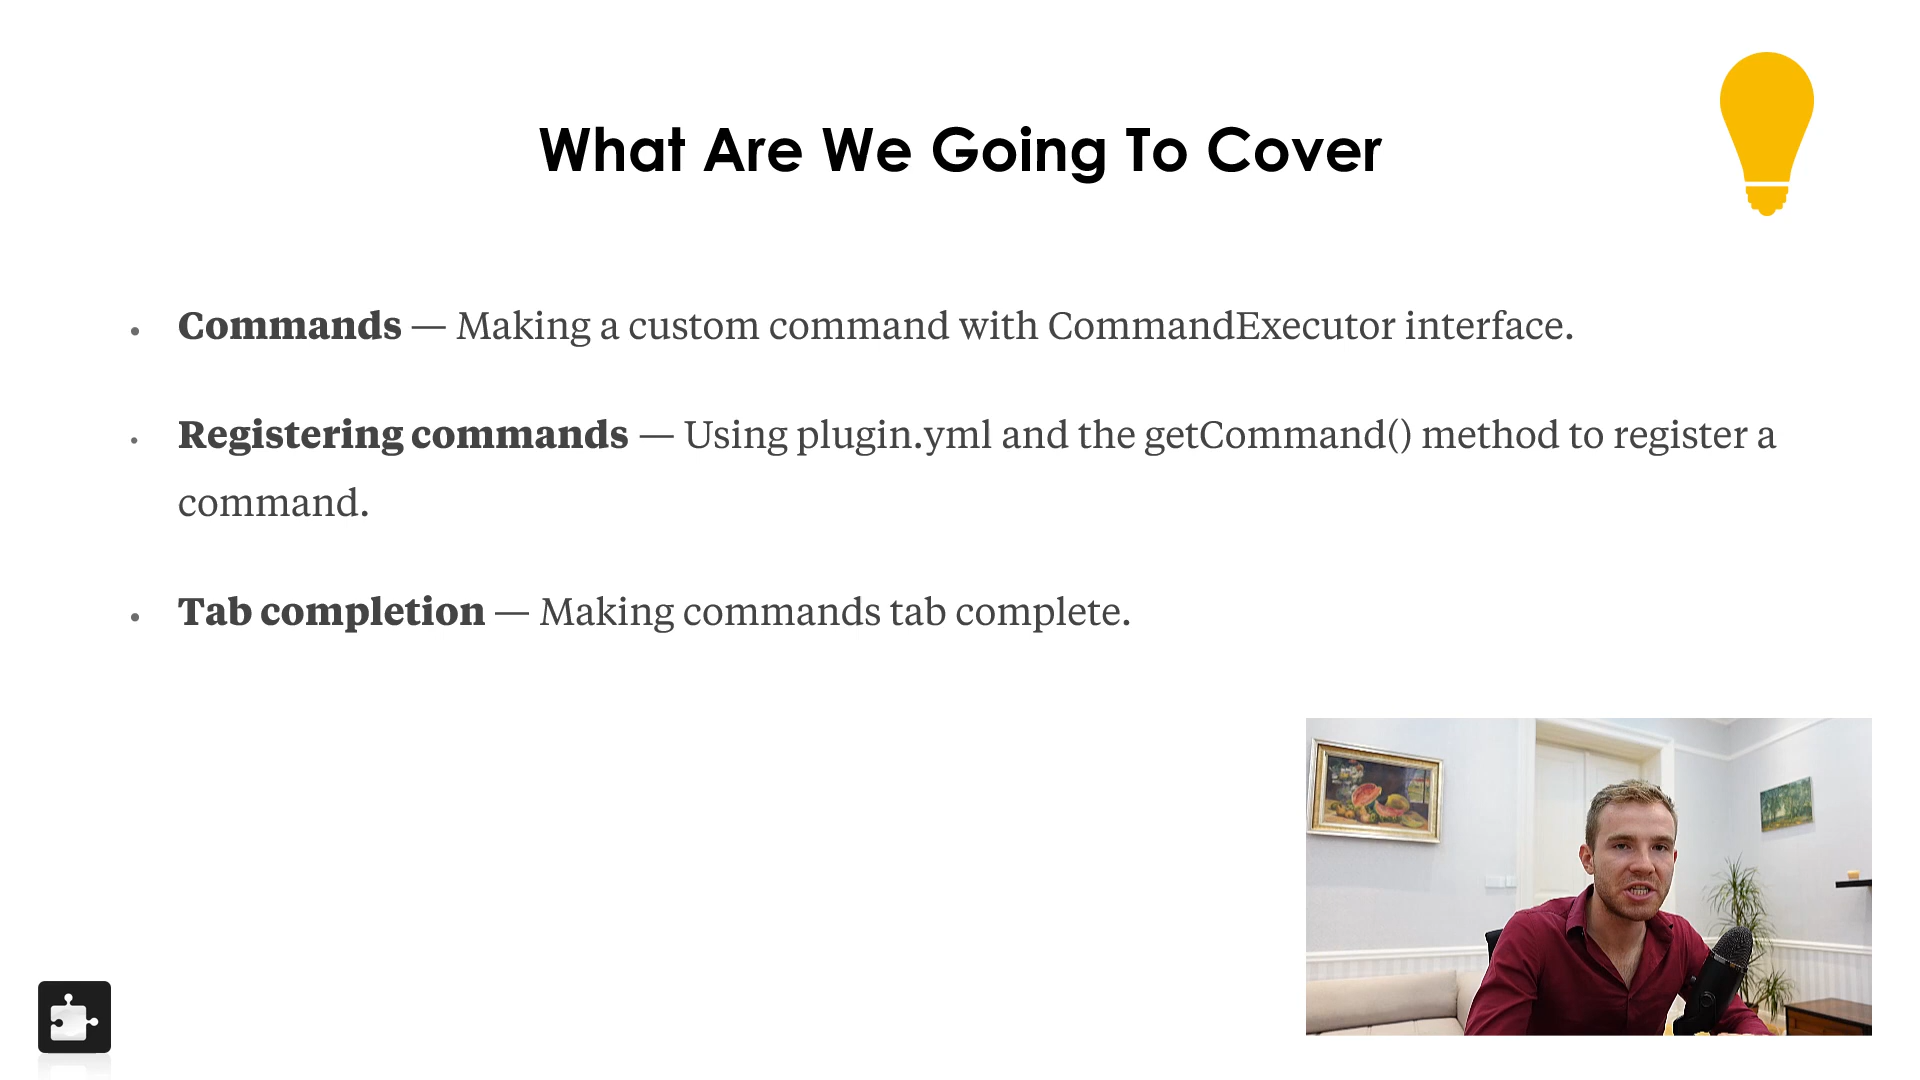 What Are We Going To Cover
• Commands — Making a custom command with CommandExecutor interface.
• Registering commands — Using plugin.yml and the getCommand() method to register a
command.
• Tab completion — Making commands tab complete.